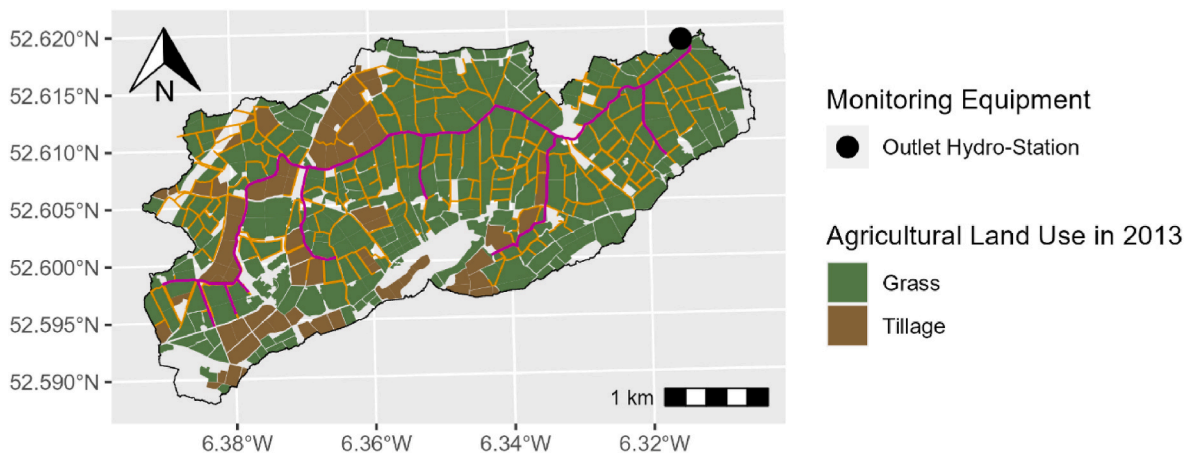 52.620°N
52.615°N
52.610°N
52.605°N
52.600°N
52.595°N
52.590°N
N
1 km
6.38°W
6.36°W
6.34°W
6.32°W
Monitoring Equipment
Outlet Hydro-Station
Agricultural Land Use in 2013
Grass
Tillage